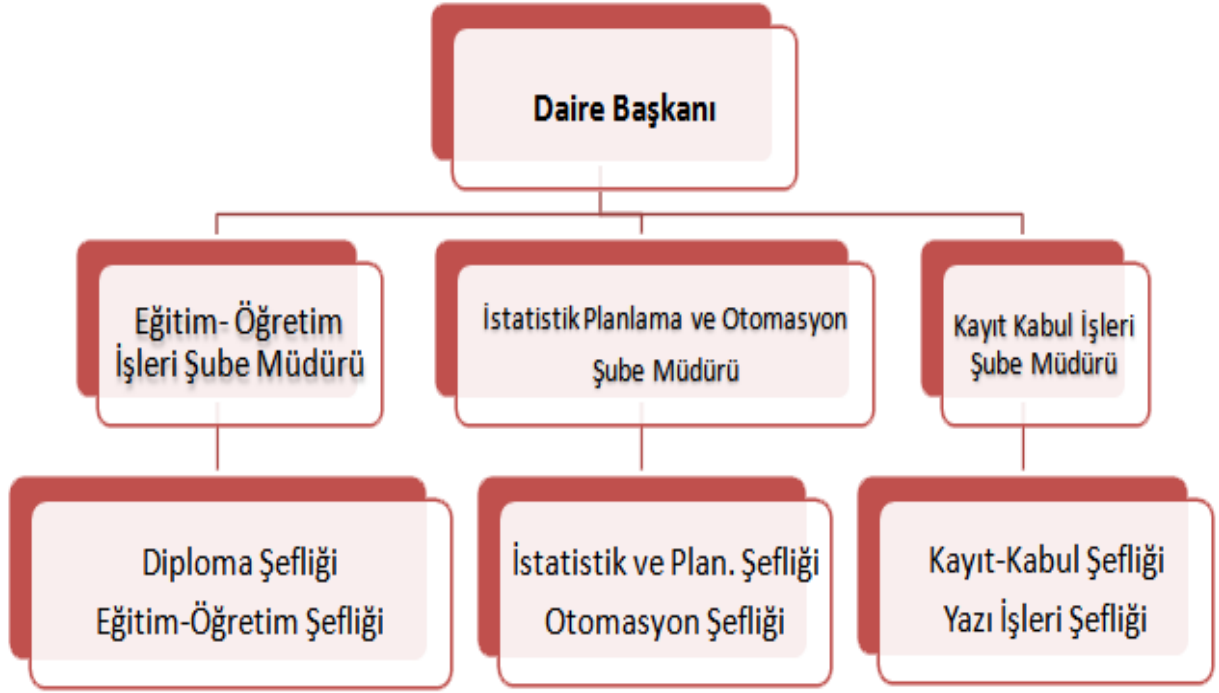 Daire Başkanı
Eğitim- Öğretim
İşleri Şube Müdürü
İstatistik Planlama ve Otomasyon
Şube Müdürü
Kayıt Kabul İşleri
Şube Müdürü
Diploma Şefliği
Eğitim-Öğretim Şefliği
İstatistik ve Plan. Şefliği
Otomasyon Şefliği
Kayıt-Kabul Şefliği
Yazı İşleri Şefliği